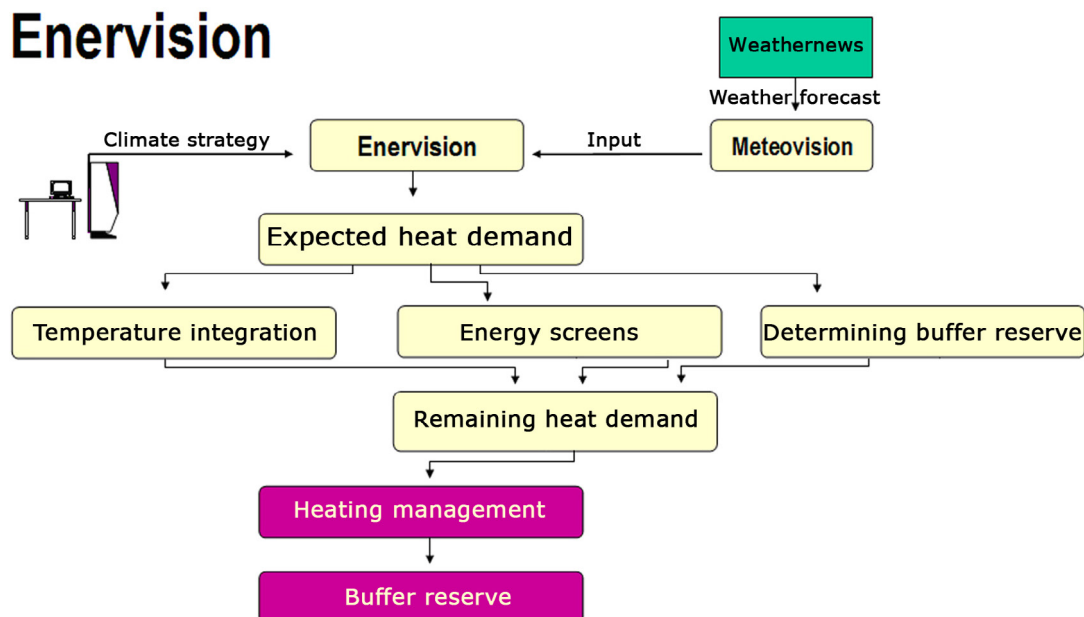 Enervision
Weathernews
Weather forecast
Climate strategy
Enervision
Input
Meteovision
Expected heat demand
Temperature integration
Energy screens
Determining buffer reserve
Remaining heat demand
Heating management
Buffer reserve